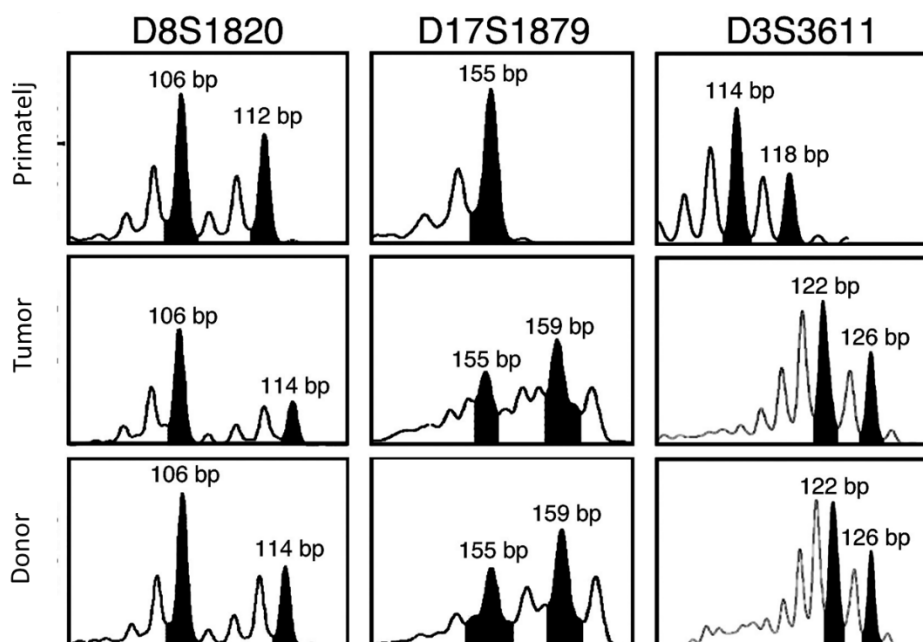 D8S1820 D17S1879 D3S3611
Primatelj
106 bp 112 bp
155 bp
114 bp 118 bp
Tumor
106 bp 114 bp
155 bp 159 bp
122 bp 126 bp
Donor
106 bp 114 bp
155 bp 159 bp
122 bp 126 bp